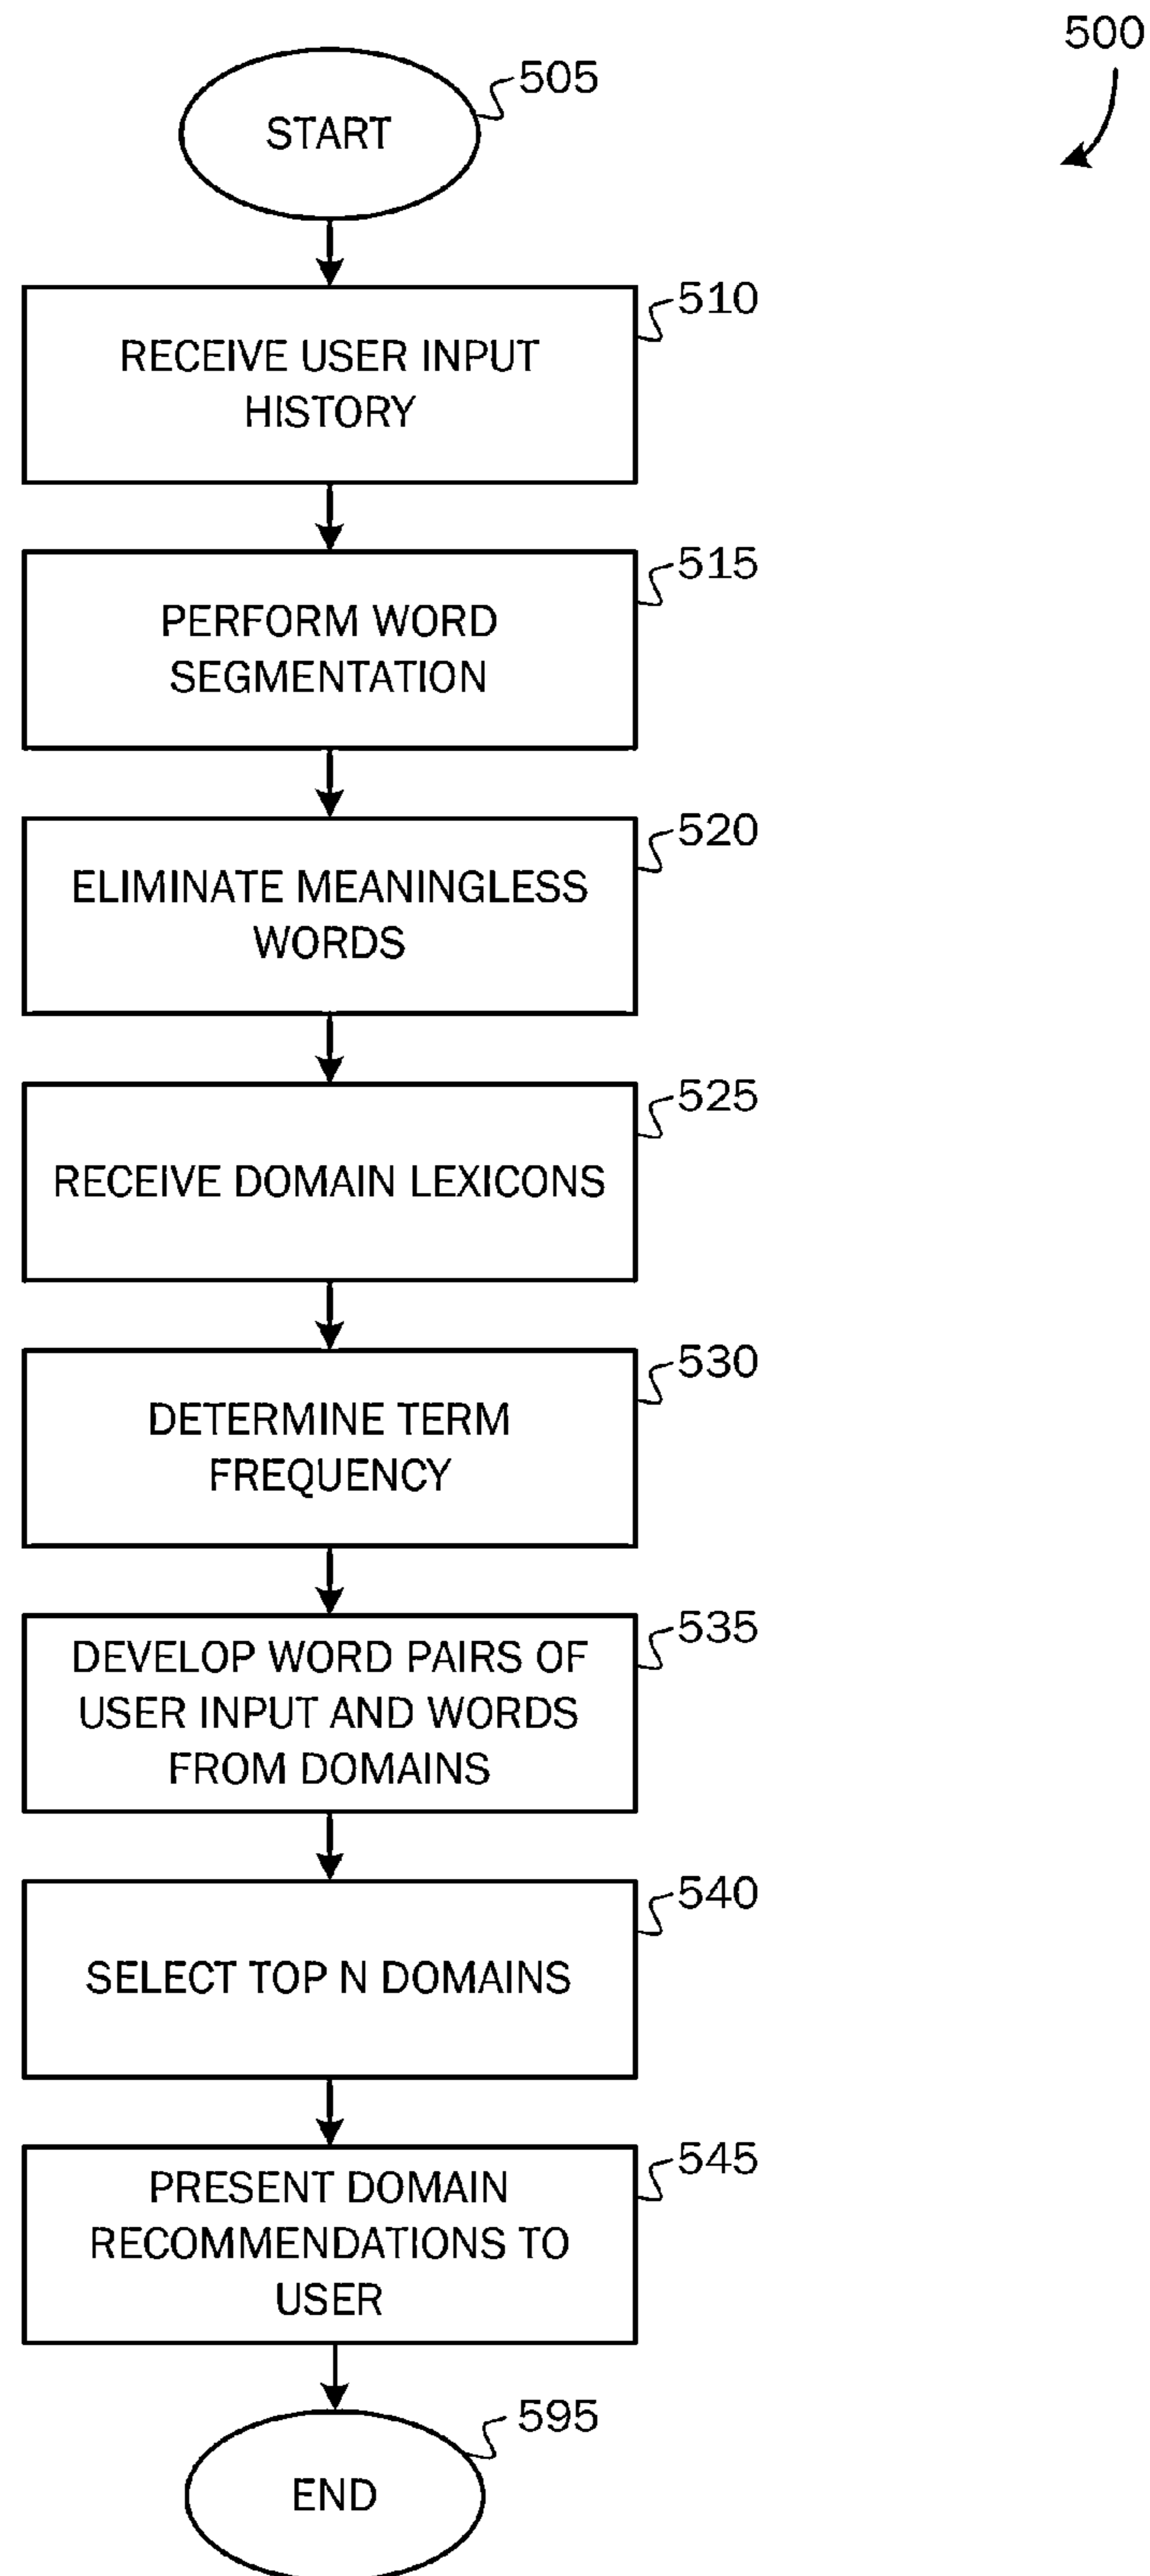 500
START
505
RECEIVE USER INPUT
HISTORY
510
PERFORM WORD
SEGMENTATION
515
ELIMINATE MEANINGLESS
WORDS
520
RECEIVE DOMAIN LEXICONS
525
DETERMINE TERM
FREQUENCY
530
DEVELOP WORD PAIRS OF
USER INPUT AND WORDS
FROM DOMAINS
535
SELECT TOP N DOMAINS
540
PRESENT DOMAIN
RECOMMENDATIONS TO
USER
545
END
595